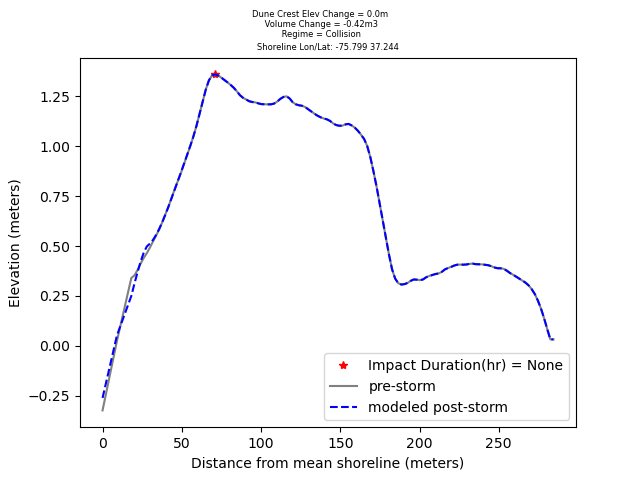 Dune Crest Elev Change = 0.0m
Volume Change = -0.42m3
Regime = Collision
Shoreline Lon/Lat: -75.799 37.244
1.25
1.00
0.75
0.50
0.25
0.00
−0.25
Elevation (meters)
Impact Duration(hr) = None
pre-storm
modeled post-storm
0 50 100 150 200 250
Distance from mean shoreline (meters)